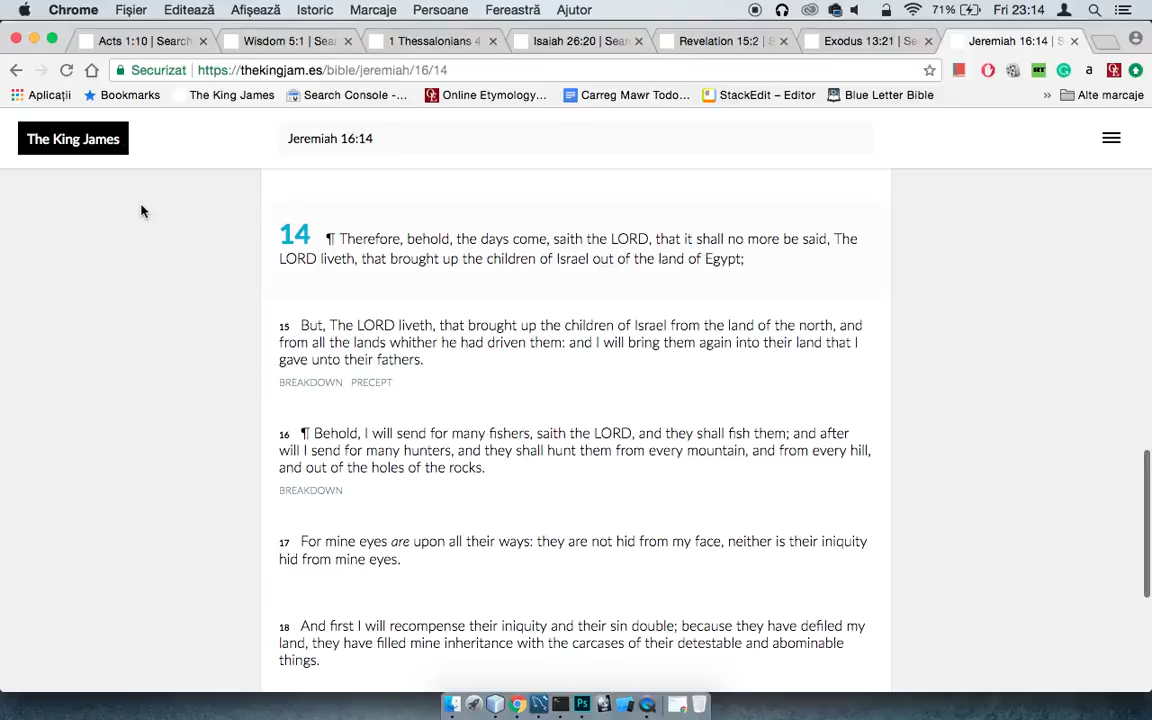 Chrome Fișier Editează Afișează Istoric Marcaje Persoane Fereastră Ajutor 71% Fri 23:14
Acts 1:10 | Search Wisdom 5:1 | Sea 1 Thessalonians 4 Isaiah 26:20 | Sear Revelation 15:2 | S Exodus 13:21 | Se Jeremiah 16:14 | S
Securizat https://thekingjam.es/bible/jeremiah/16/14
Aplicații Bookmarks The King James Search Console -... Online Etymology... Carreg Mawr Todo... StackEdit – Editor Blue Letter Bible » Alte marcaje
The King James Jeremiah 16:14
14 ¶ Therefore, behold, the days come, saith the LORD, that it shall no more be said, The
LORD liveth, that brought up the children of Israel out of the land of Egypt;
15 But, The LORD liveth, that brought up the children of Israel from the land of the north, and
from all the lands whither he had driven them: and I will bring them again into their land that I
gave unto their fathers.
BREAKDOWN PRECEPT
16 ¶ Behold, I will send for many fishers, saith the LORD, and they shall fish them; and after
will I send for many hunters, and they shall hunt them from every mountain, and from every hill,
and out of the holes of the rocks.
BREAKDOWN
17 For mine eyes are upon all their ways: they are not hid from my face, neither is their iniquity
hid from mine eyes.
18 And first I will recompense their iniquity and their sin double; because they have defiled my
land, they have filled mine inheritance with the carcases of their detestable and abominable
things.